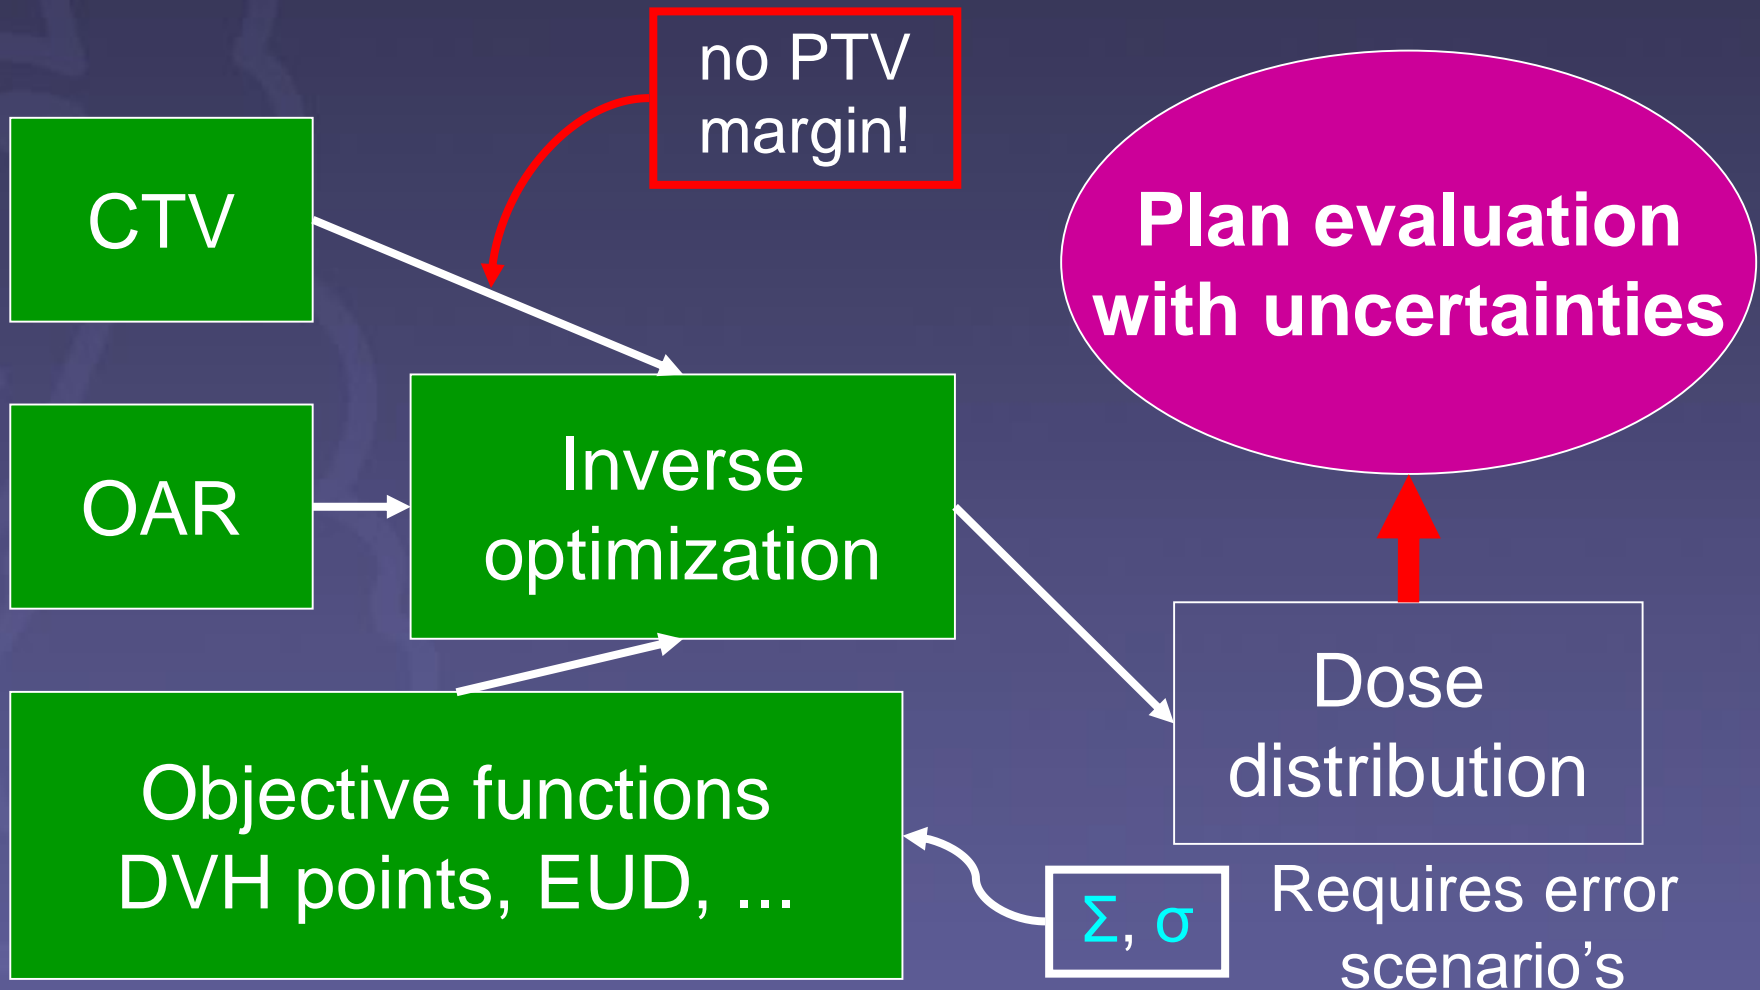 no PTV
margin!
CTV
Plan evaluation
with uncertainties
OAR
Inverse
optimization
Dose
distribution
Objective functions
DVH points, EUD, ...
Σ, σ
Requires error
scenario’s